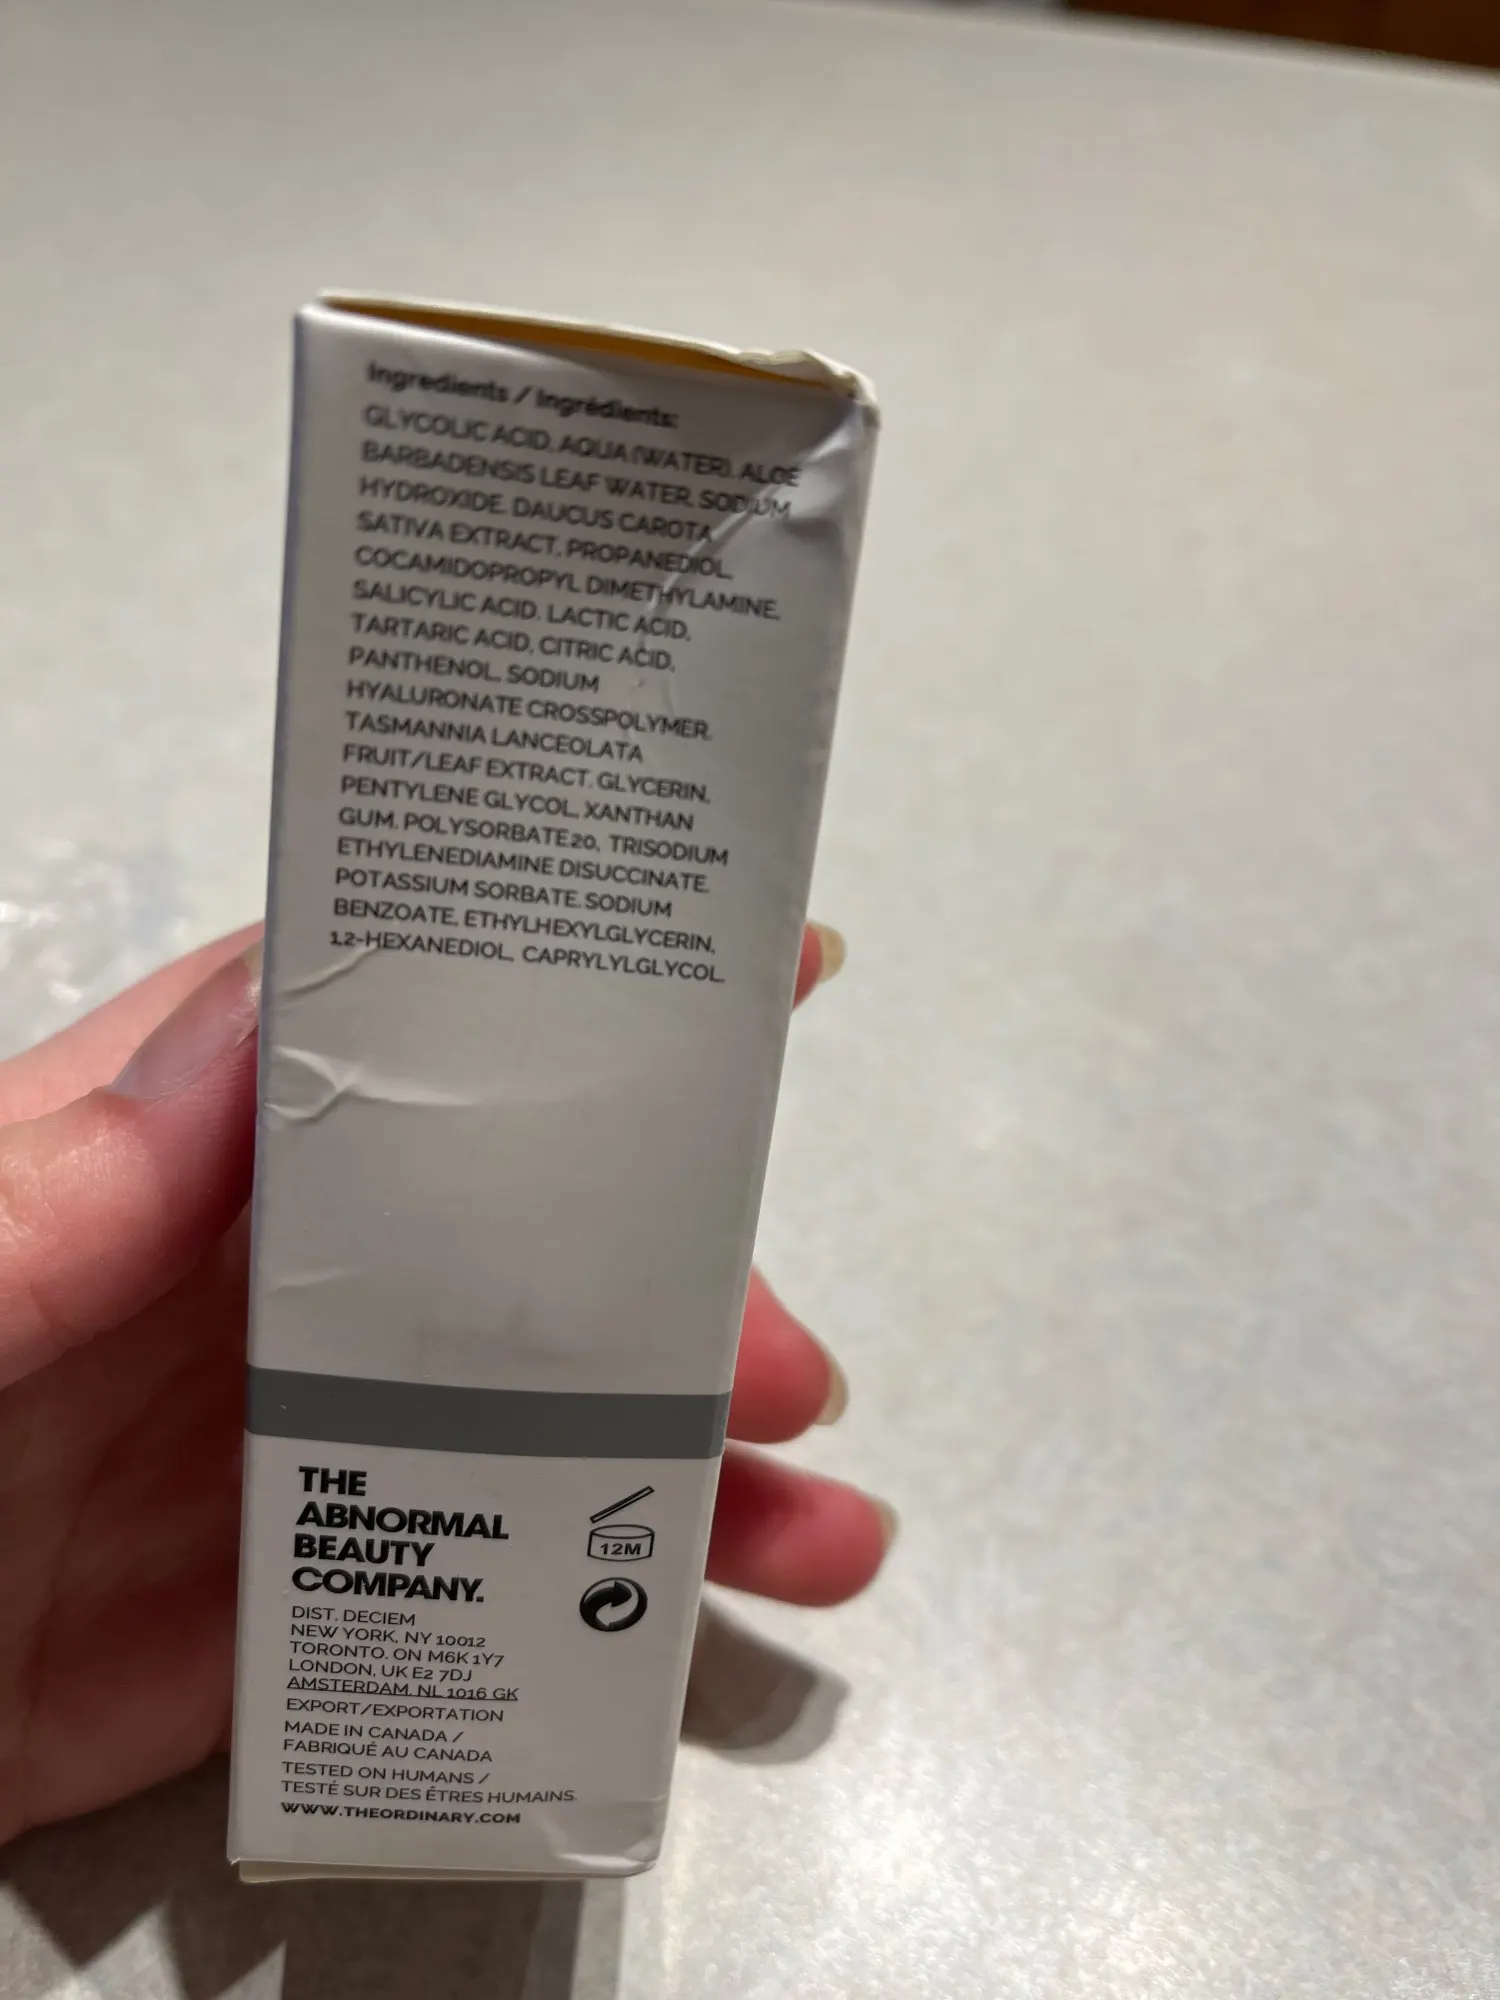 Ingredients / Ingrédients:
GLYCOLIC ACID, AQUA (WATER), ALOE
BARBADENSIS LEAF WATER, SODIUM
HYDROXIDE, DAUCUS CAROTA
SATIVA EXTRACT, PROPANEDIOL,
COCAMIDOPROPYL DIMETHYLAMINE,
SALICYLIC ACID, LACTIC ACID,
TARTARIC ACID, CITRIC ACID,
PANTHENOL, SODIUM
HYALURONATE CROSSPOLYMER,
TASMANNIA LANCEOLATA
FRUIT/LEAF EXTRACT, GLYCERIN,
PENTYLENE GLYCOL, XANTHAN
GUM, POLYSORBATE 20, TRISODIUM
ETHYLENEDIAMINE DISUCCINATE,
POTASSIUM SORBATE, SODIUM
BENZOATE, ETHYLHEXYLGLYCERIN,
1,2-HEXANEDIOL, CAPRYLYLGLYCOL.
THE
ABNORMAL
BEAUTY
COMPANY.
12M
DIST. DECIEM
NEW YORK, NY 10012
TORONTO, ON M6K 1Y7
LONDON, UK E2 7DJ
AMSTERDAM, NL 1016 GK
EXPORT/EXPORTATION
MADE IN CANADA /
FABRIQUÉ AU CANADA
TESTED ON HUMANS /
TESTÉ SUR DES ÊTRES HUMAINS.
WWW.THEORDINARY.COM